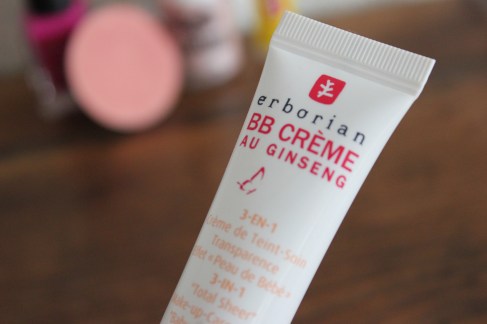 erborian
BB CRÈME
AU GINSENG
3-EN-1
Crème de Teint-Soin
Transparence
Effet «Peau de Bébé»
3-IN-1
"Total Sheer"